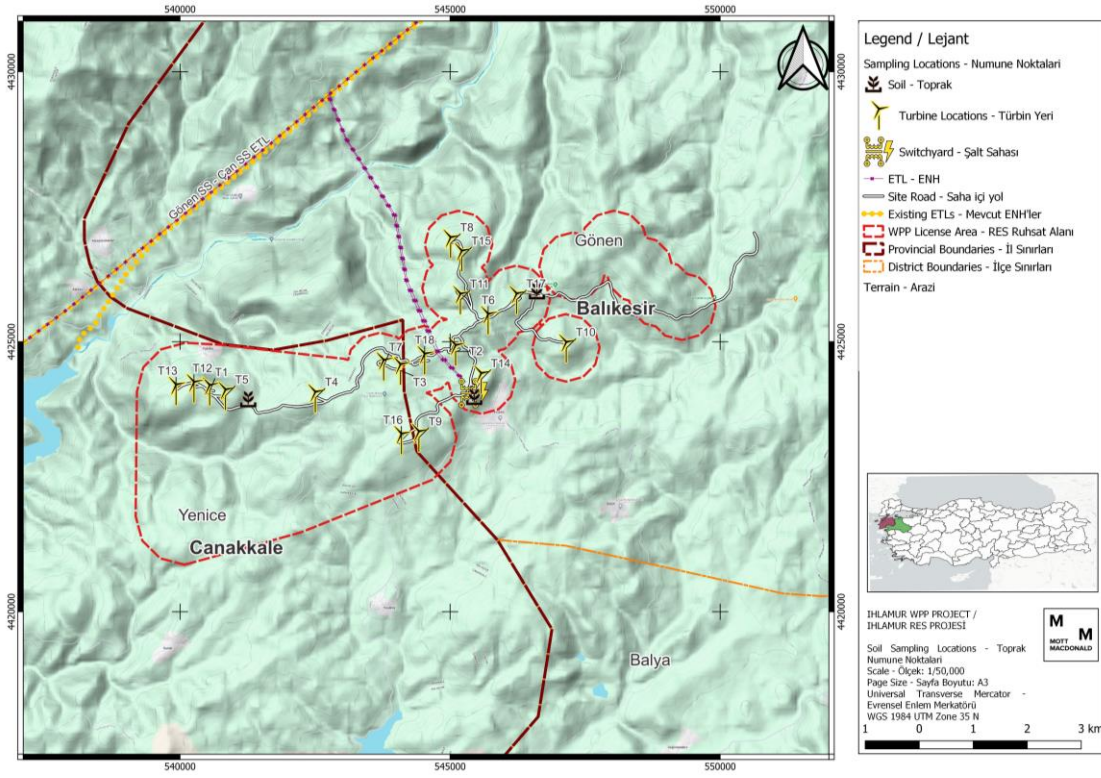 540000
545000
550000
4430000
4430000
Gönen SS - Çan SS ETL
T8
T15
Gönen
T11
T17
T6
Balıkesir
4425000
4425000
T10
T18
T2
T7
T3
T14
T13
T12
T1
T5
T4
T16
T9
Yenice
Canakkale
4420000
4420000
Balya
540000
545000
550000
Legend / Lejant
Sampling Locations - Numune Noktalari
Soil - Toprak
Turbine Locations - Türbin Yeri
Switchyard - Şalt Sahası
ETL - ENH
Site Road - Saha içi yol
Existing ETLs - Mevcut ENH'ler
WPP License Area - RES Ruhsat Alanı
Provincial Boundaries - İl Sınırları
District Boundaries - İlçe Sınırları
Terrain - Arazi
IHLAMUR WPP PROJECT /
IHLAMUR RES PROJESİ
M
M
MOTT
MACDONALD
Soil Sampling Locations - Toprak
Numune Noktalari
Scale - Ölçek: 1/50,000
Page Size - Sayfa Boyutu: A3
Universal Transverse Mercator -
Evrensel Enlem Merkatörü
WGS 1984 UTM Zone 35 N
1 0 1 2 3 km